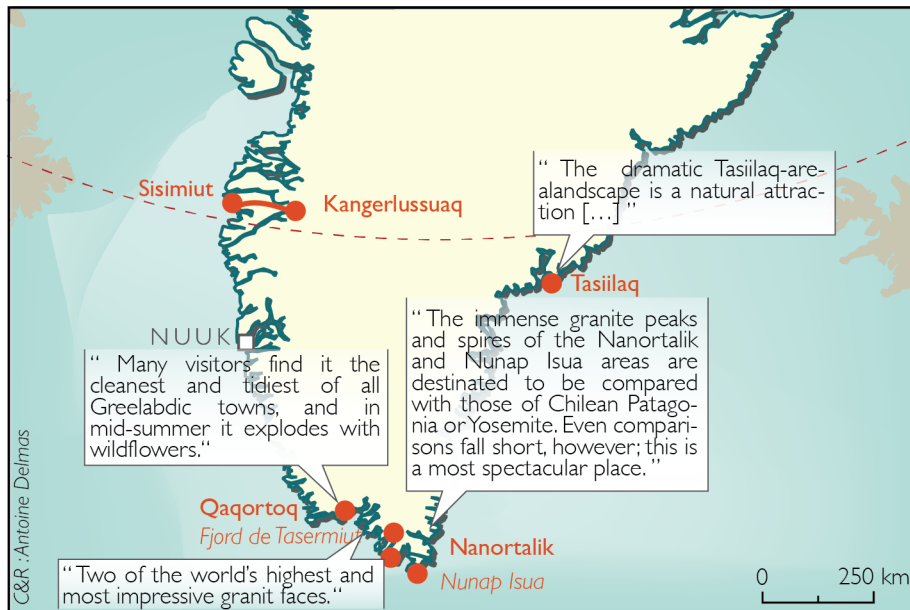 Sisimiut
Kangerlussuaq
“ The dramatic Tasiilaq-are-
alandscape is a natural attrac-
tion [...] ”
Tasiilaq
NUUK
“ Many visitors find it the
cleanest and tidiest of all
Greelabdic towns, and in
mid-summer it explodes with
wildflowers.“
“ The immense granite peaks
and spires of the Nanortalik
and Nunap Isua areas are
destinated to be compared
with those of Chilean Patago-
nia or Yosemite. Even compari-
sons fall short, however; this is
a most spectacular place. ”
Qaqortoq
Fjord de Tasermiut
Nanortalik
Nunap Isua
“ Two of the world’s highest and
most impressive granit faces.“
0 250 km
C&R : Antoine Delmas